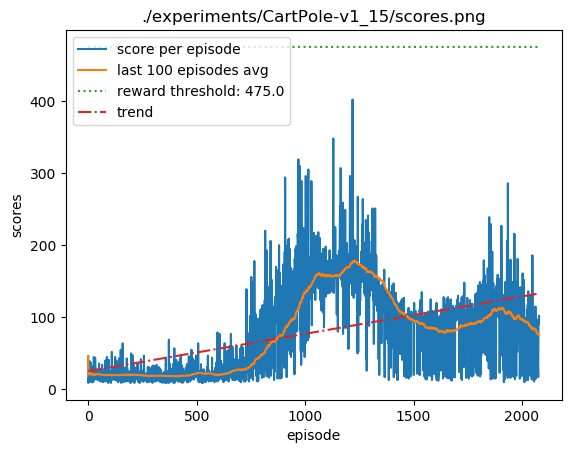 ./experiments/CartPole-v1_15/scores.png
score per episode
last 100 episodes avg
reward threshold: 475.0
trend
400
300
200
100
0
scores
0
500
1000
1500
2000
episode